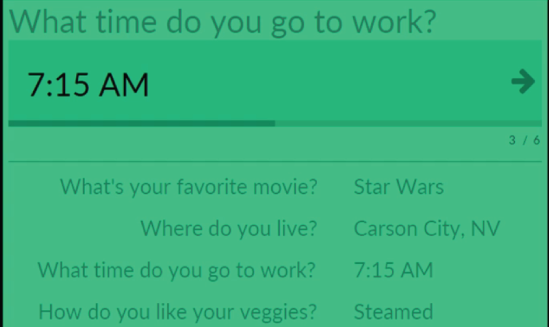 What time do you go to work?
7:15 AM
3 / 6
What's your favorite movie? Star Wars
Where do you live? Carson City, NV
What time do you go to work? 7:15 AM
How do you like your veggies? Steamed